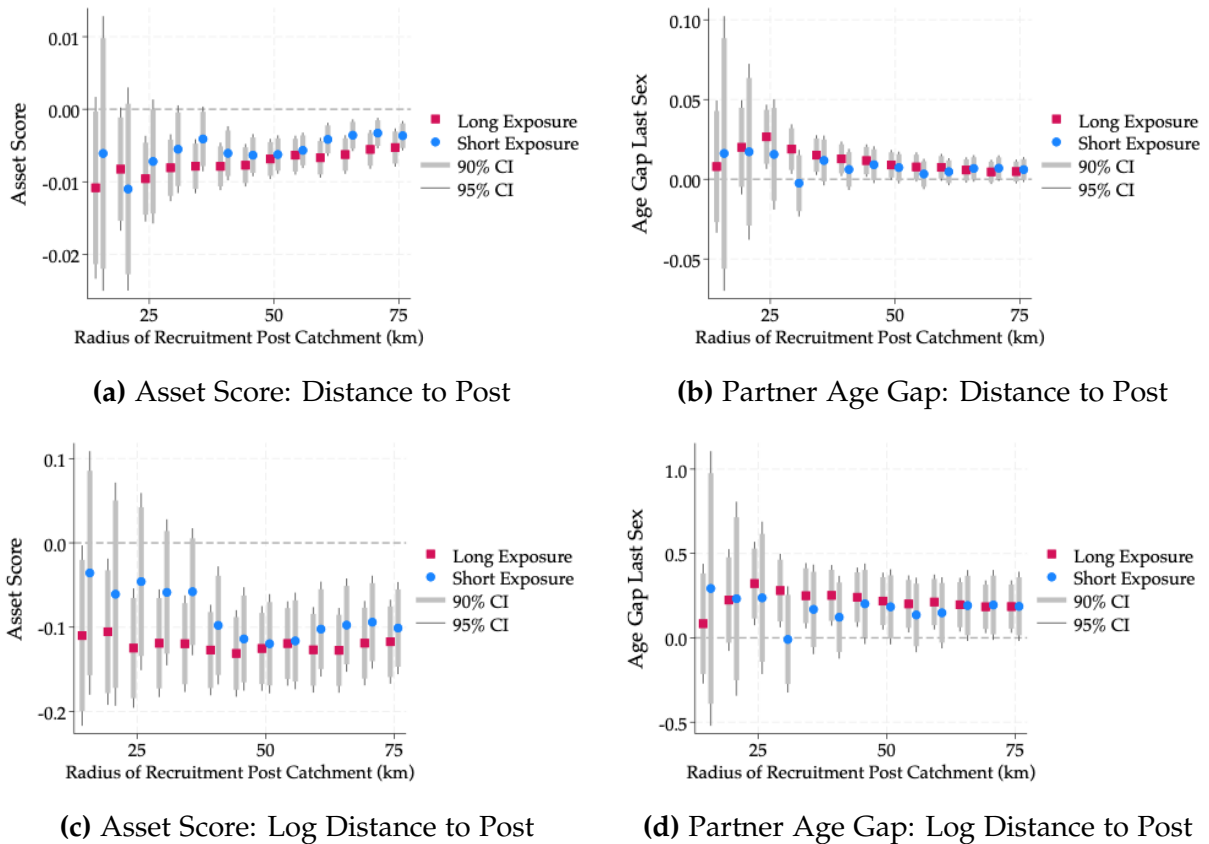 0.01
0.00
-0.01
-0.02
Asset Score
25
50
75
Radius of Recruitment Post Catchment (km)
Long Exposure
Short Exposure
90% CI
95% CI
(a) Asset Score: Distance to Post
0.10
0.05
0.00
-0.05
Age Gap Last Sex
25
50
75
Radius of Recruitment Post Catchment (km)
Long Exposure
Short Exposure
90% CI
95% CI
(b) Partner Age Gap: Distance to Post
0.1
0.0
-0.1
-0.2
Asset Score
25
50
75
Radius of Recruitment Post Catchment (km)
Long Exposure
Short Exposure
90% CI
95% CI
(c) Asset Score: Log Distance to Post
1.0
0.5
0.0
-0.5
Age Gap Last Sex
25
50
75
Radius of Recruitment Post Catchment (km)
Long Exposure
Short Exposure
90% CI
95% CI
(d) Partner Age Gap: Log Distance to Post